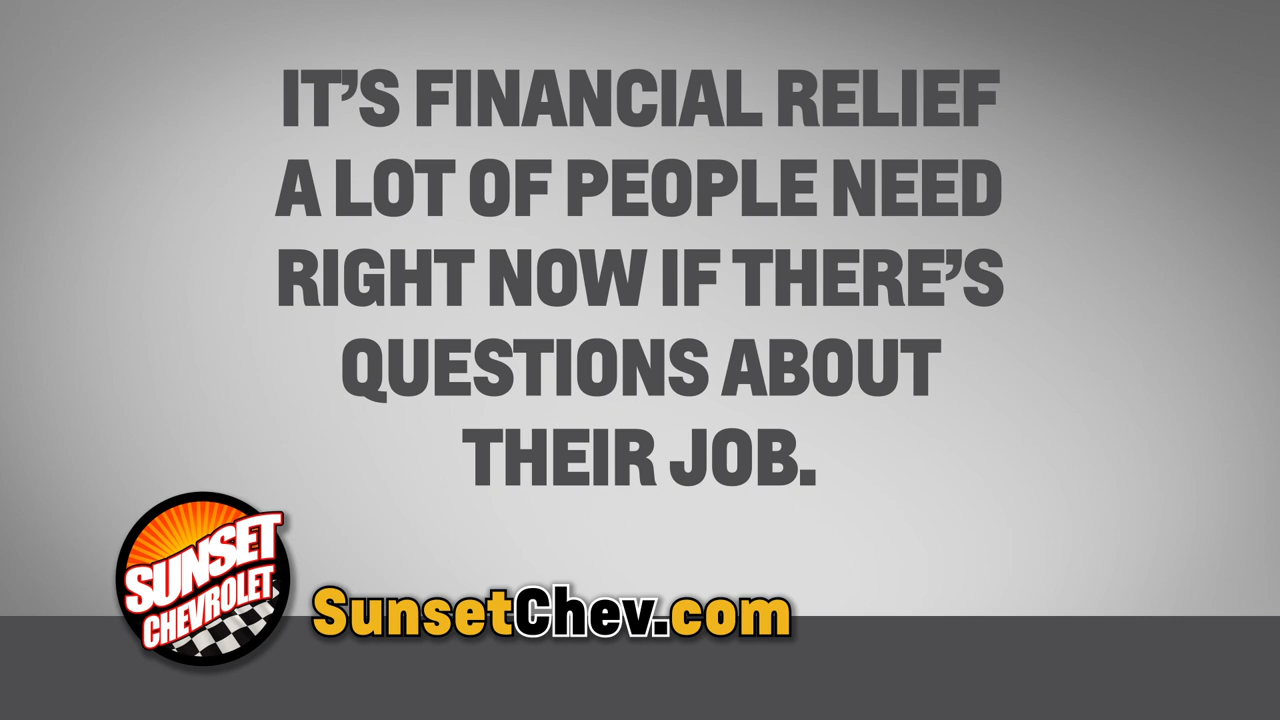 IT’S FINANCIAL RELIEF
A LOT OF PEOPLE NEED
RIGHT NOW IF THERE’S
QUESTIONS ABOUT
THEIR JOB.
SUNSET
CHEVROLET
SunsetChev.com